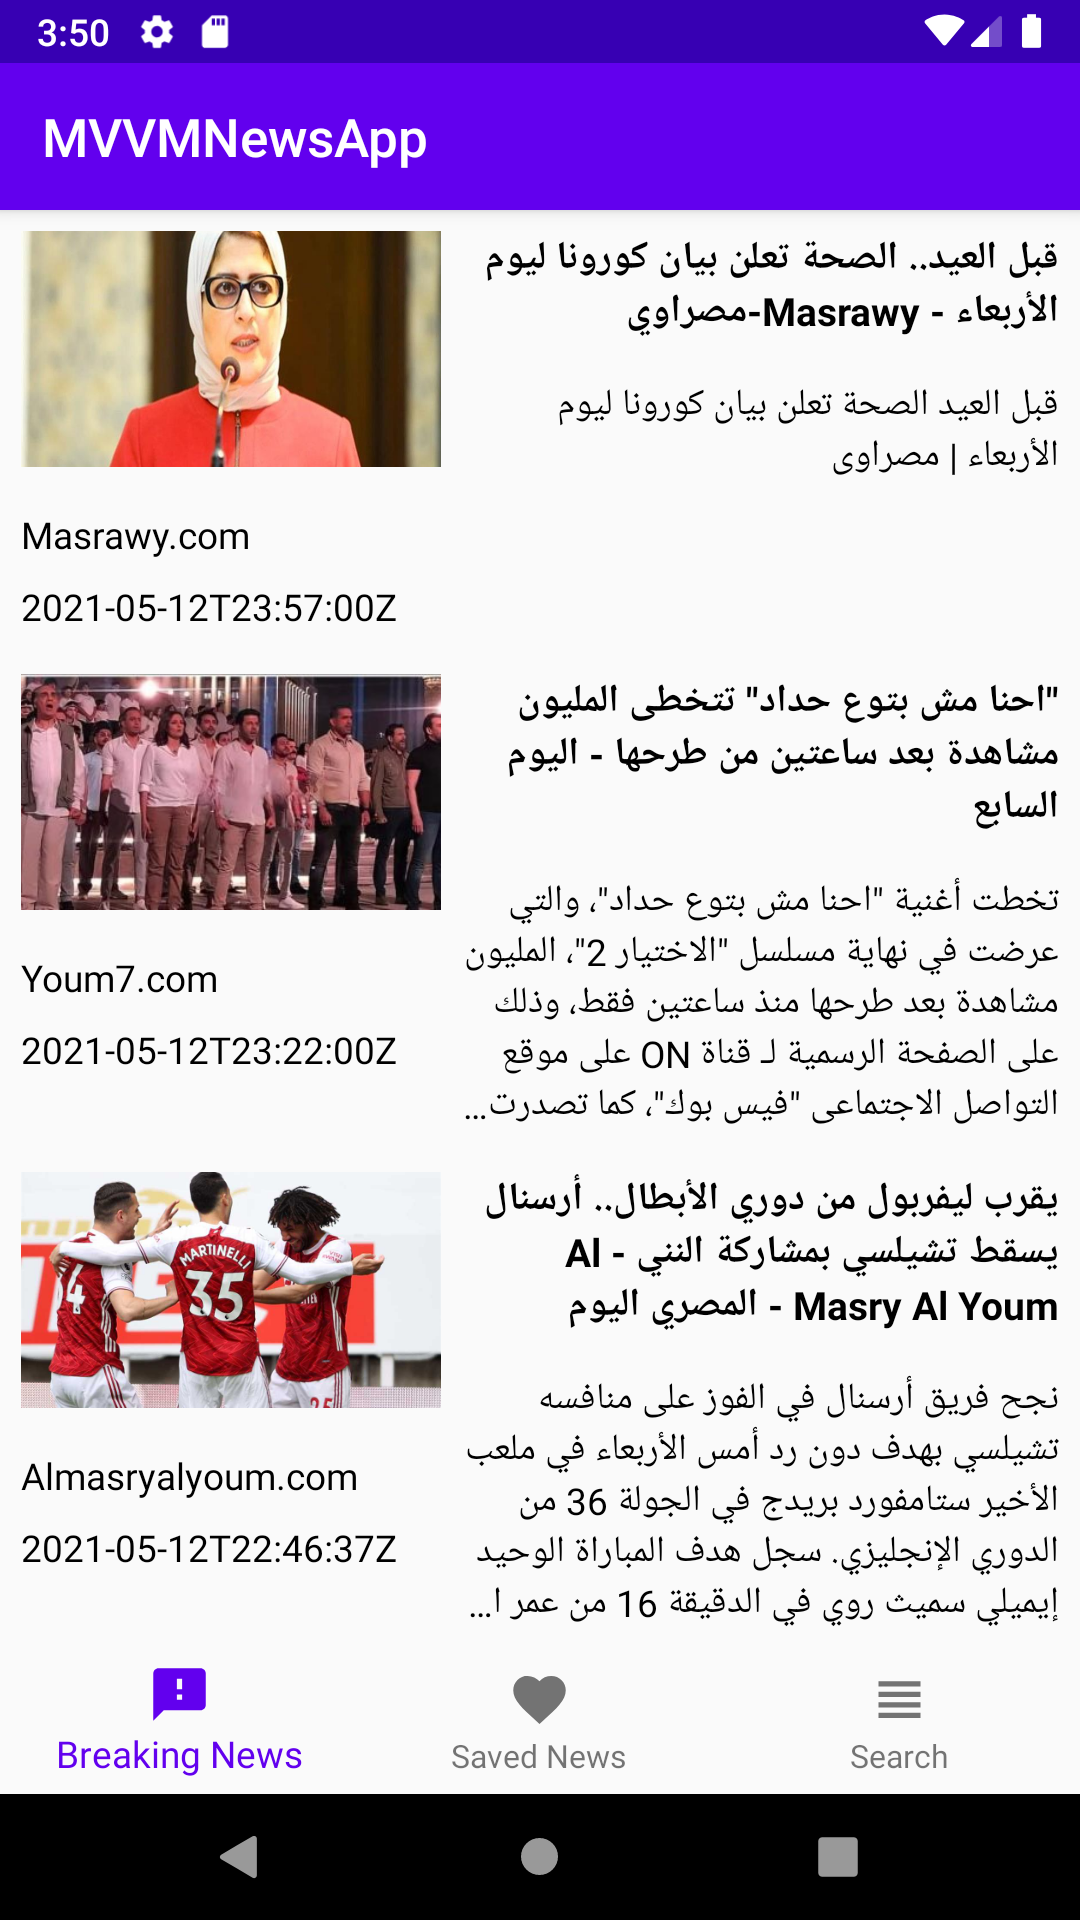 3:50
MVVMNewsApp
قبل العيد.. الصحة تعلن بيان كورونا ليوم
الأربعاء - Masrawy-مصراوي
قبل العيد الصحة تعلن بيان كورونا ليوم
الأربعاء | مصراوى
Masrawy.com
2021-05-12T23:57:00Z
"احنا مش بتوع حداد" تتخطى المليون
مشاهدة بعد ساعتين من طرحها - اليوم
السابع
تخطت أغنية "احنا مش بتوع حداد"، والتي
عرضت في نهاية مسلسل "الاختيار 2"، المليون
مشاهدة بعد طرحها منذ ساعتين فقط، وذلك
على الصفحة الرسمية لـ قناة ON على موقع
التواصل الاجتماعى "فيس بوك"، كما تصدرت...
Youm7.com
2021-05-12T23:22:00Z
يقرب ليفربول من دوري الأبطال.. أرسنال
يسقط تشيلسي بمشاركة النني - Al
Masry Al Youm - المصري اليوم
نجح فريق أرسنال في الفوز على منافسه
تشيلسي بهدف دون رد أمس الأربعاء في ملعب
الأخير ستامفورد بريدج في الجولة 36 من
الدوري الإنجليزي. سجل هدف المباراة الوحيد
إيميلي سميث روي في الدقيقة 16 من عمر ا...
MARTINELLI
35
Almasryalyoum.com
2021-05-12T22:46:37Z
Breaking News
Saved News
Search